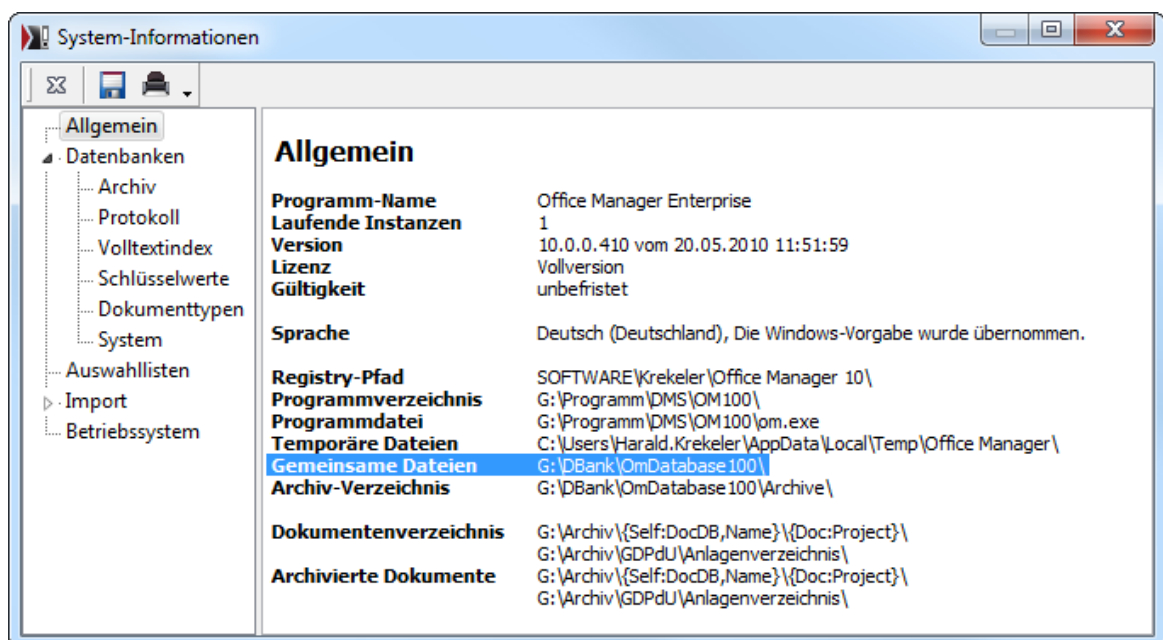 System-Informationen
Allgemein
Datenbanken
Archiv
Protokoll
Volltextindex
Schlüsselwerte
Dokumenttypen
System
Auswahllisten
Import
Betriebssystem
Allgemein
Programm-Name Office Manager Enterprise
Laufende Instanzen 1
Version 10.0.0.410 vom 20.05.2010 11:51:59
Lizenz Vollversion
Gültigkeit unbefristet
Sprache Deutsch (Deutschland), Die Windows-Vorgabe wurde übernommen.
Registry-Pfad SOFTWARE\Krekeler\Office Manager 10\
Programmverzeichnis G:\Programm\DMS\OM100\
Programmdatei G:\Programm\DMS\OM100\om.exe
Temporäre Dateien C:\Users\Harald.Krekeler\AppData\Local\Temp\Office Manager\
Gemeinsame Dateien G:\DBank\OmDatabase100\
Archiv-Verzeichnis G:\DBank\OmDatabase100\Archive\
Dokumentenverzeichnis G:\Archiv\{Self:DocDB,Name}\{Doc:Project}\
G:\Archiv\GDPdU\Anlagenverzeichnis\
Archivierte Dokumente G:\Archiv\{Self:DocDB,Name}\{Doc:Project}\
G:\Archiv\GDPdU\Anlagenverzeichnis\